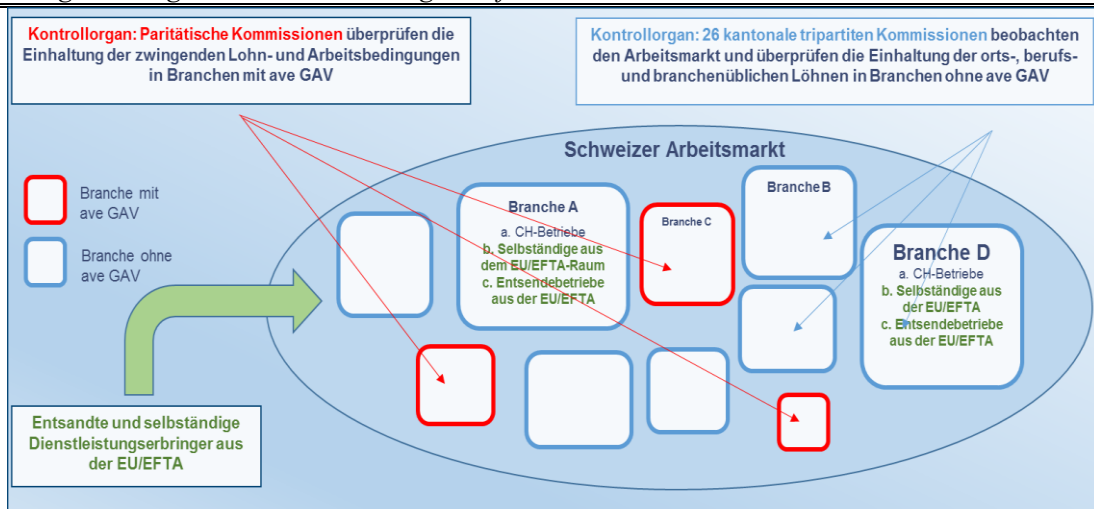 Kontrollorgan: Paritätische Kommissionen überprüfen die
Einhaltung der zwingenden Lohn- und Arbeitsbedingungen
in Branchen mit ave GAV
Kontrollorgan: 26 kantonale tripartiten Kommissionen beobachten
den Arbeitsmarkt und überprüfen die Einhaltung der orts-, berufs-
und branchenüblichen Löhnen in Branchen ohne ave GAV
Schweizer Arbeitsmarkt
Branche mit
ave GAV
Branche ohne
ave GAV
Branche A
a. CH-Betriebe
b. Selbständige aus
dem EU/EFTA-Raum
c. Entsendebetriebe
aus der EU/EFTA
Branche C
Branche B
Branche D
a. CH-Betriebe
b. Selbständige aus
der EU/EFTA
c. Entsendebetriebe
aus der EU/EFTA
Entsandte und selbständige
Dienstleistungserbringer aus
der EU/EFTA